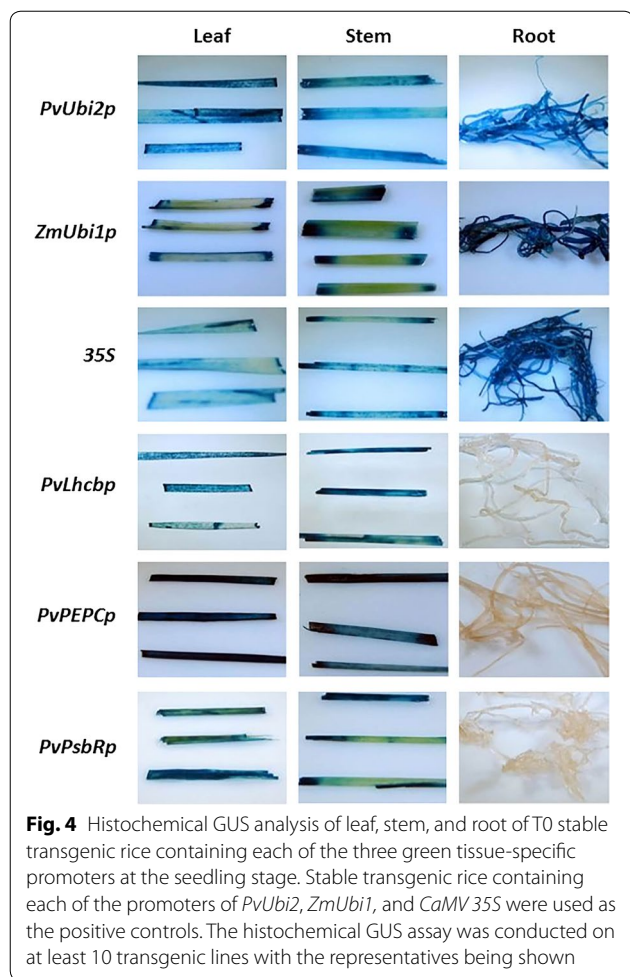 Leaf Stem Root
PvUbi2p
ZmUbi1p
35S
PvLhcbp
PvPEPCp
PvPsbRp
Fig. 4 Histochemical GUS analysis of leaf, stem, and root of T0 stable
transgenic rice containing each of the three green tissue-specific
promoters at the seedling stage. Stable transgenic rice containing
each of the promoters of PvUbi2, ZmUbi1, and CaMV 35S were used as
the positive controls. The histochemical GUS assay was conducted on
at least 10 transgenic lines with the representatives being shown